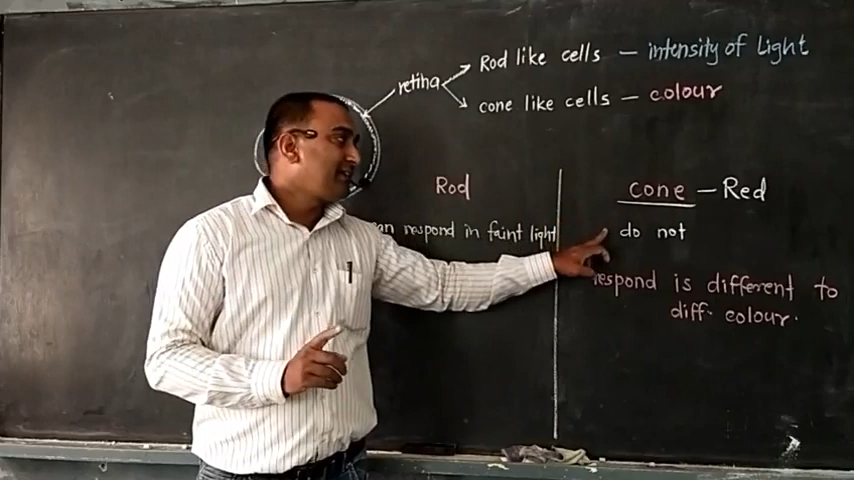 retina
Rod like cells – intensity of Light
cone like cells – colour
Rod
cone – Red
respond in faint light
do not
respond is different to
diff. colour.